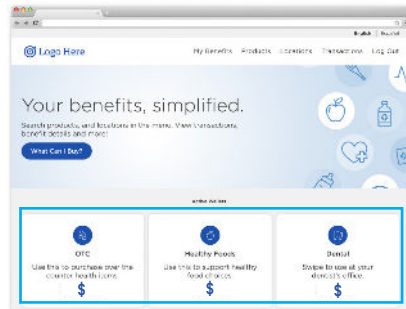 English | Español
Logo Here
My Benefits Products Locations Transactions Log Out
Your benefits, simplified.
Search products, and locations in the menu. View transactions,
benefit details and more!
What Can I Buy?
Active Wallets
OTC
Use this to purchase over the
counter health items
$
Healthy Foods
Use this to support healthy
food choices
$
Dental
Swipe to use at your
dentist's office.
$